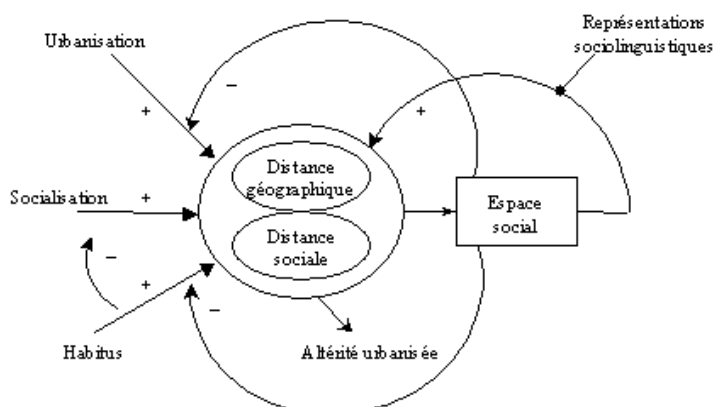 Représentations
sociolinguistiques
Urbanisation
–
+
+
Distance
géographique
Socialisation
+
Espace
social
Distance
sociale
–
+
–
Habitus
Altérité urbanisée